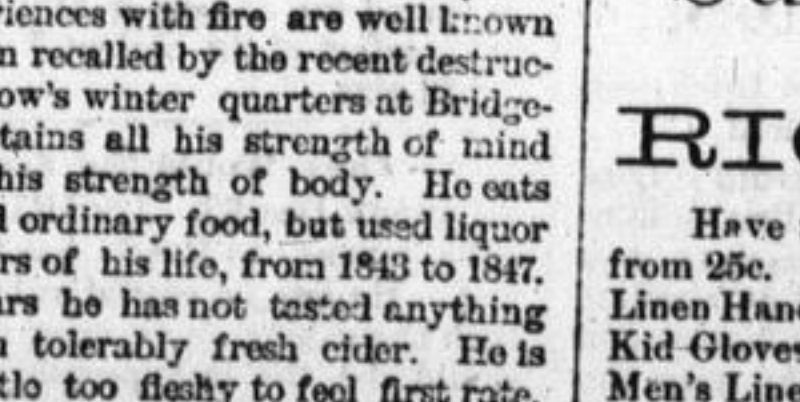 riences with fire are well known
n recalled by the recent destruc-
ow's winter quarters at Bridge-
tains all his strength of mind
his strength of body. He eats
l ordinary food, but used liquor
rs of his life, from 1843 to 1847.
ars he has not tasted anything
n tolerably fresh cider. He is
tle too fleshy to feel first rate.
RIC
Have
from 25c.
Linen Han
Kid Gloves
Men's Line